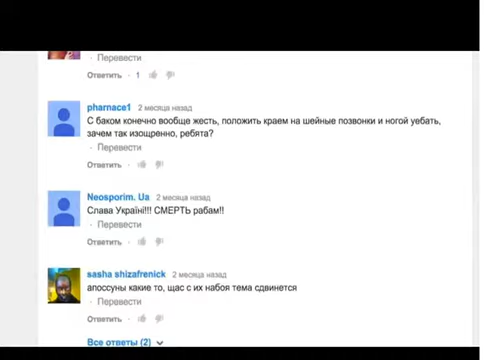 Перевести
Ответить · 1
pharnace1 2 месяца назад
С баком конечно вообще жесть, положить краем на шейные позвонки и ногой уебать,
зачем так изощренно, ребята?
· Перевести
Ответить ·
Neosporim. Ua 2 месяца назад
Слава Україні!!! СМЕРТЬ рабам!!
· Перевести
Ответить ·
sasha shizafrenick 2 месяца назад
апоссуны какие то, щас с их набоя тема сдвинется
· Перевести
Ответить ·
Все ответы (2)